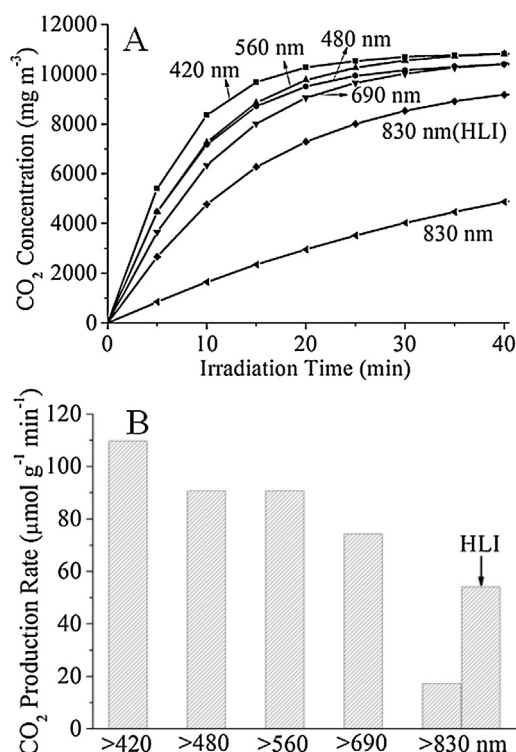 A
CO₂ Concentration (mg m⁻³)
12000
10000
8000
6000
4000
2000
0
420 nm
560 nm
480 nm
690 nm
830 nm(HLI)
830 nm
0 10 20 30 40
Irradiation Time (min)
B
CO₂ Production Rate (μmol g⁻¹ min⁻¹)
120
100
80
60
40
20
0
HLI
>420 >480 >560 >690 >830 nm